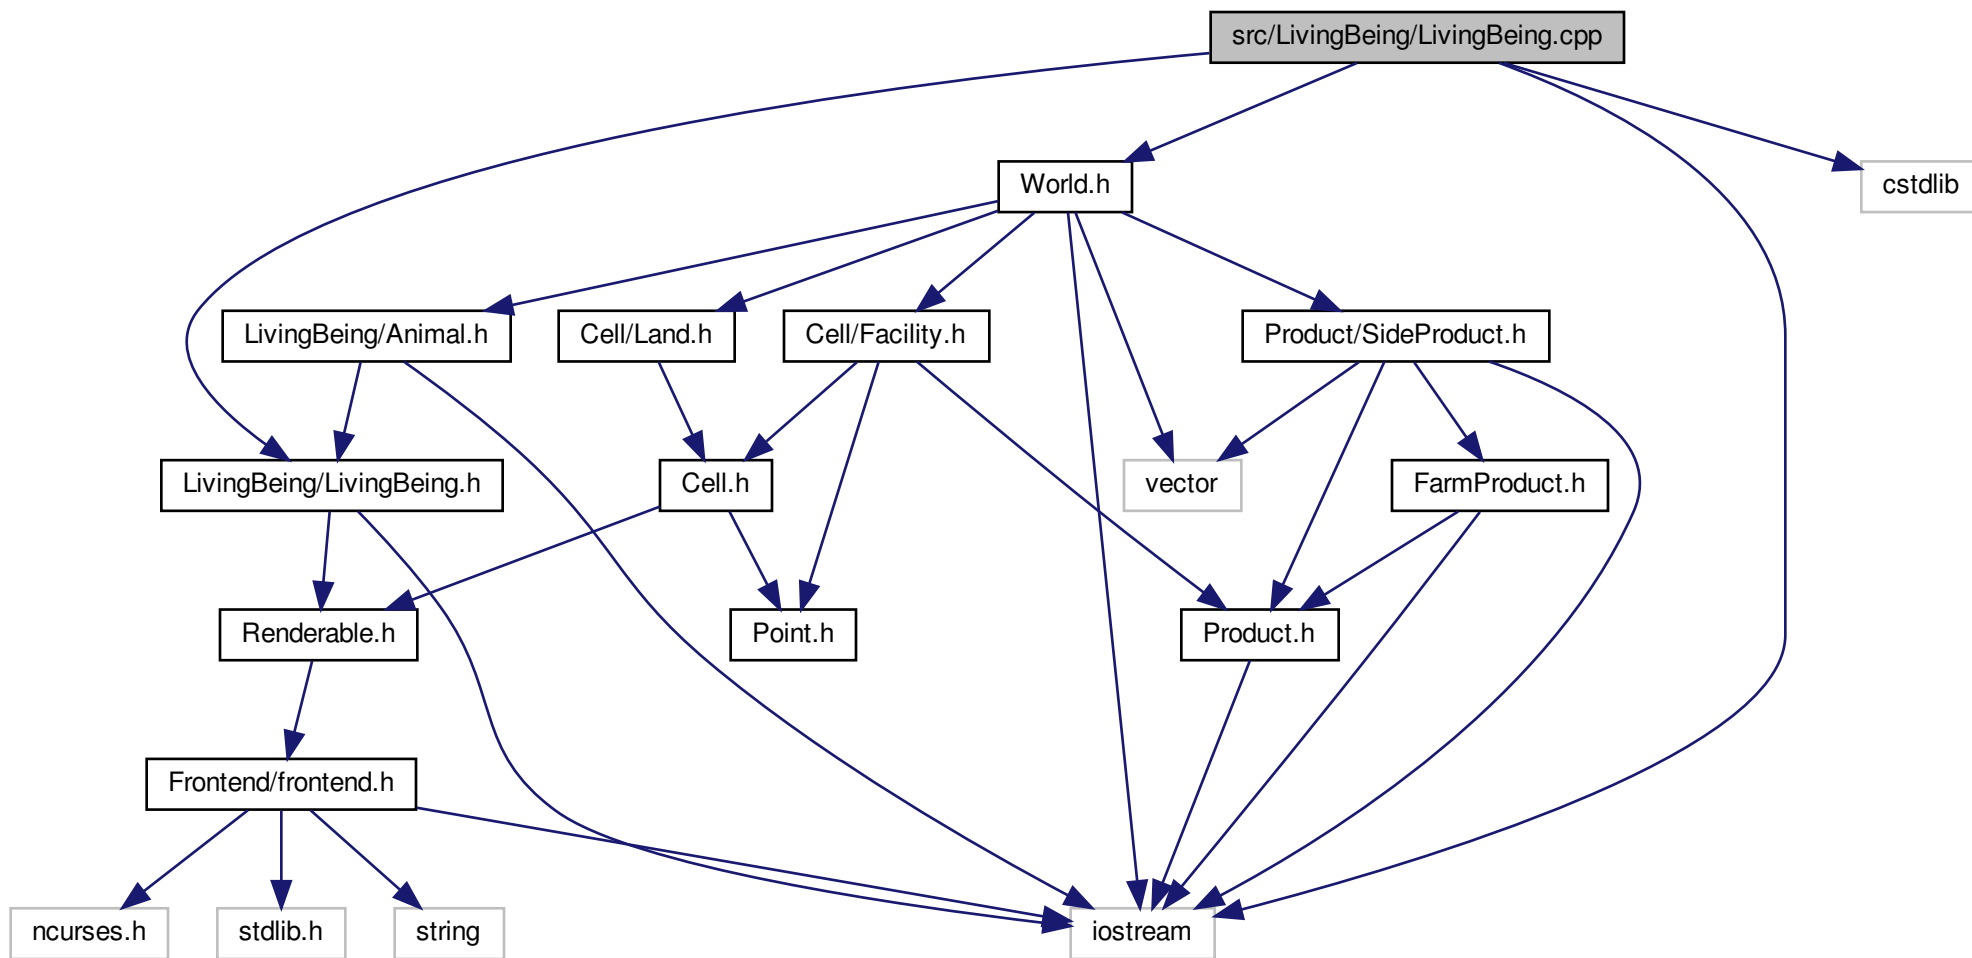 src/LivingBeing/LivingBeing.cpp
World.h
cstdlib
LivingBeing/Animal.h
Cell/Land.h
Cell/Facility.h
Product/SideProduct.h
LivingBeing/LivingBeing.h
Cell.h
vector
FarmProduct.h
Renderable.h
Point.h
Product.h
Frontend/frontend.h
ncurses.h
stdlib.h
string
iostream